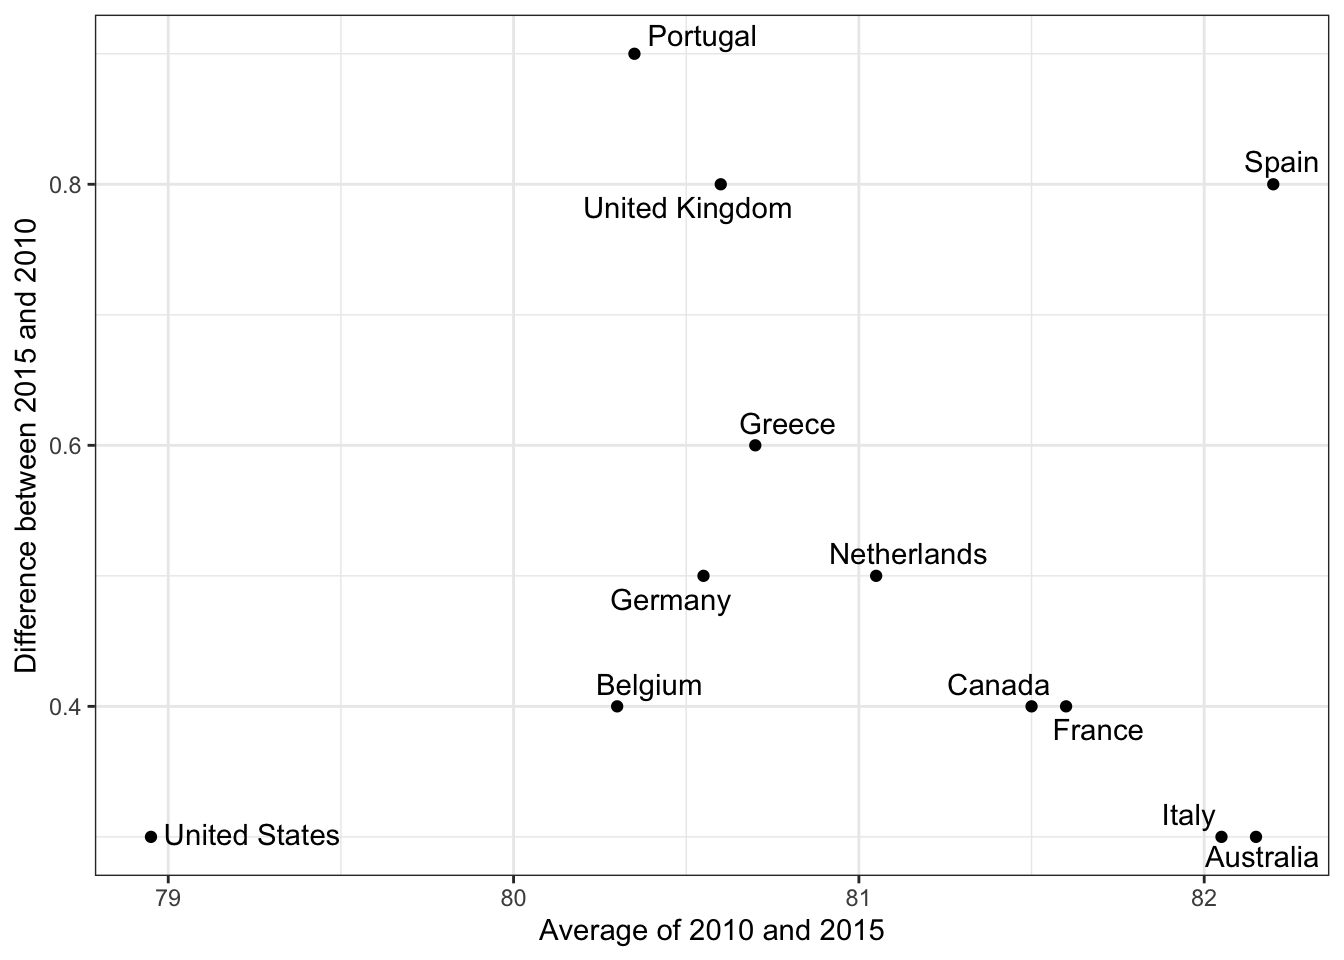 Portugal
Spain
0.8
United Kingdom
Greece
0.6
Netherlands
Germany
Belgium
Canada
0.4
France
Italy
United States
Australia
79
80
81
82
Average of 2010 and 2015
Difference between 2015 and 2010